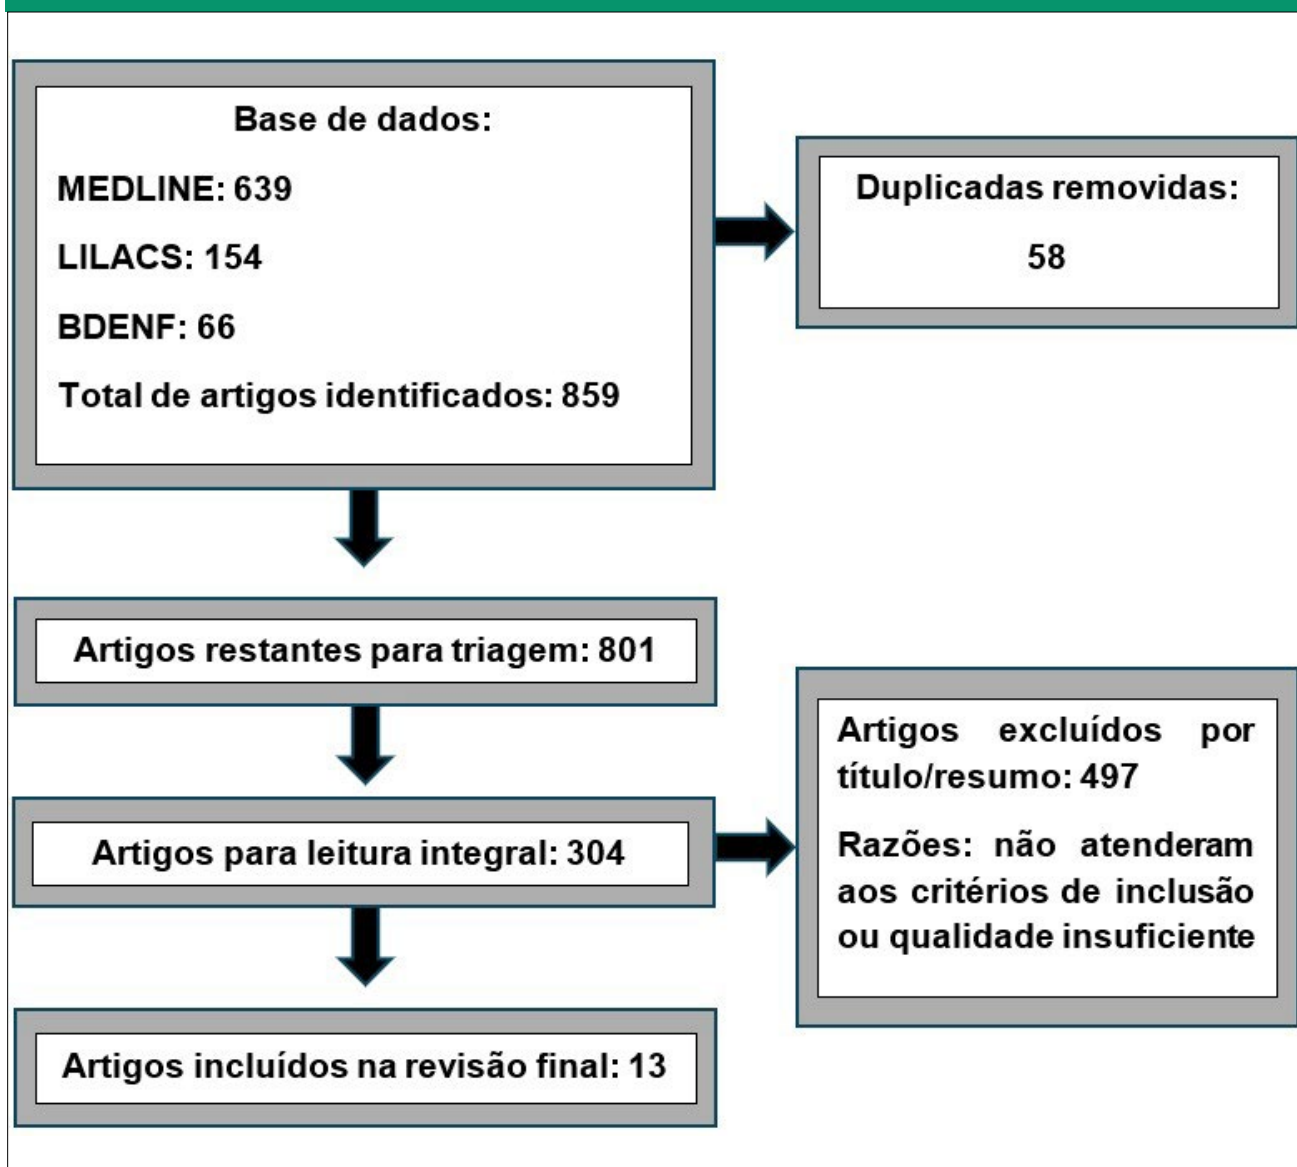 Base de dados:
MEDLINE: 639
LILACS: 154
BDENF: 66
Total de artigos identificados: 859
Duplicadas removidas:
58
Artigos restantes para triagem: 801
Artigos para leitura integral: 304
Artigos excluídos por
título/resumo: 497
Razões: não atenderam
aos critérios de inclusão
ou qualidade insuficiente
Artigos incluídos na revisão final: 13